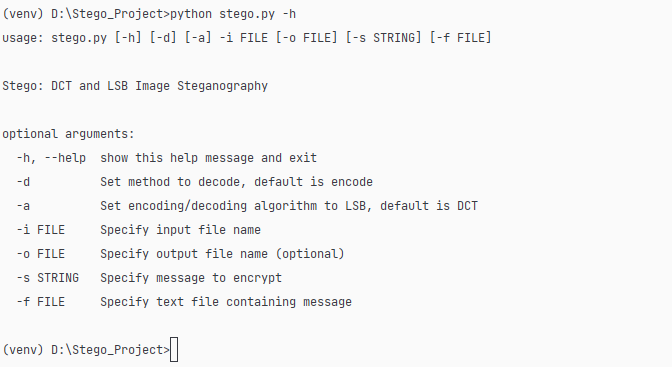 (venv) D:\Stego_Project>python stego.py -h
usage: stego.py [-h] [-d] [-a] -i FILE [-o FILE] [-s STRING] [-f FILE]
Stego: DCT and LSB Image Steganography
optional arguments:
  -h, --help  show this help message and exit
  -d          Set method to decode, default is encode
  -a          Set encoding/decoding algorithm to LSB, default is DCT
  -i FILE     Specify input file name
  -o FILE     Specify output file name (optional)
  -s STRING   Specify message to encrypt
  -f FILE     Specify text file containing message
(venv) D:\Stego_Project>